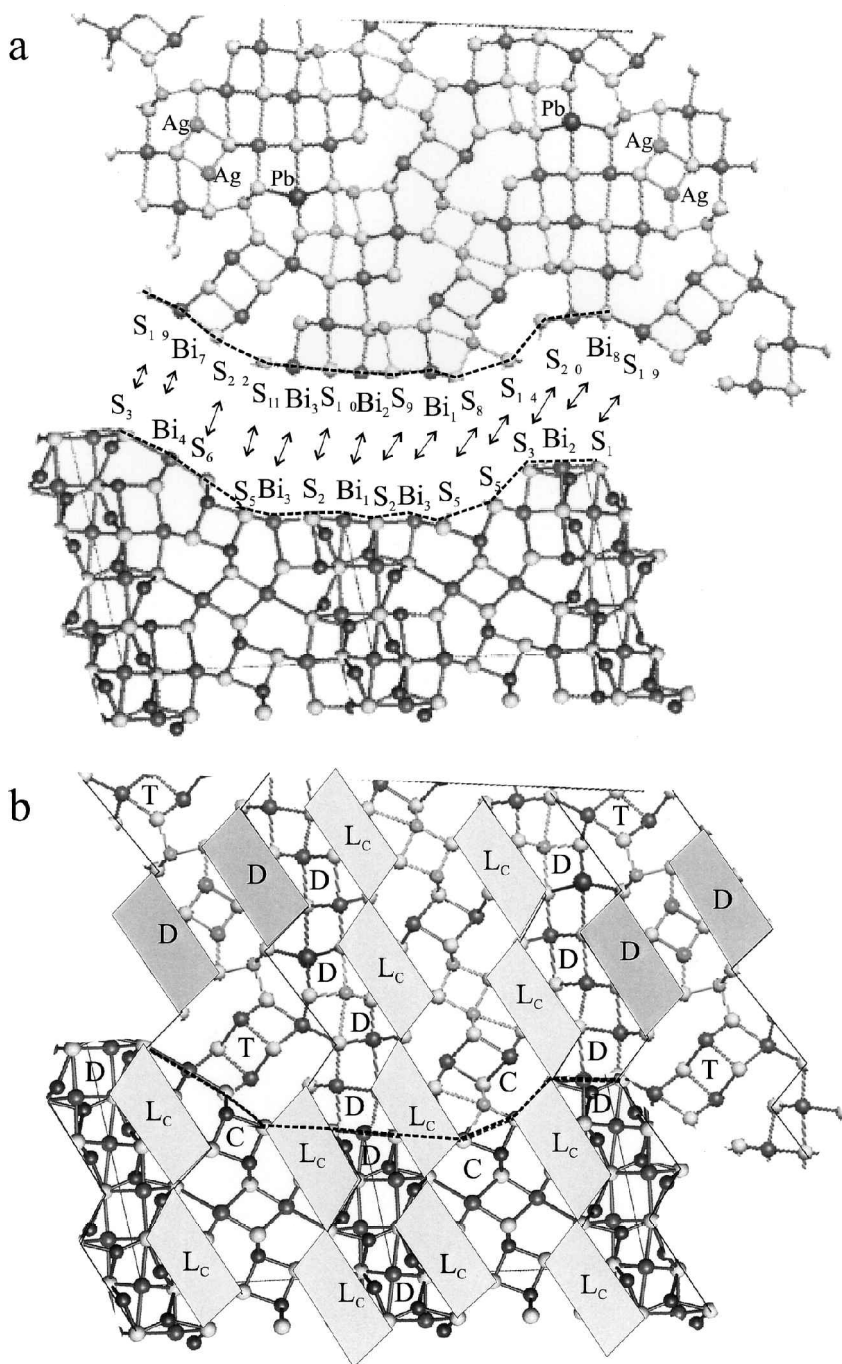 a
Ag
Ag
Pb
Pb
Ag
Ag
S19 Bi7 S22 S11 Bi3 S10 Bi2 S9 Bi1 S8 S14 S20 Bi8 S19
S3 Bi4 S6 S5 Bi3 S2 Bi1 S2 Bi3 S5 S5 S3 Bi2 S1
b
T LC T
D D LC D D
D LC D D
D LC D
D LC D
T D T
D C D
LC D LC D
C LC D C LC
LC LC LC
LC D LC